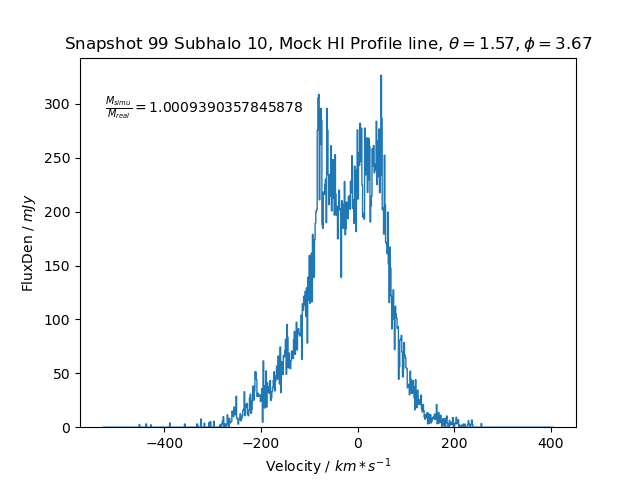 Snapshot 99 Subhalo 10, Mock HI Profile line, θ = 1.57, ϕ = 3.67
M_simu/M_real = 1.0009390357845878
300
250
200
150
100
50
0
FluxDen / mJy
−400 −200 0 200 400
Velocity / km * s⁻¹